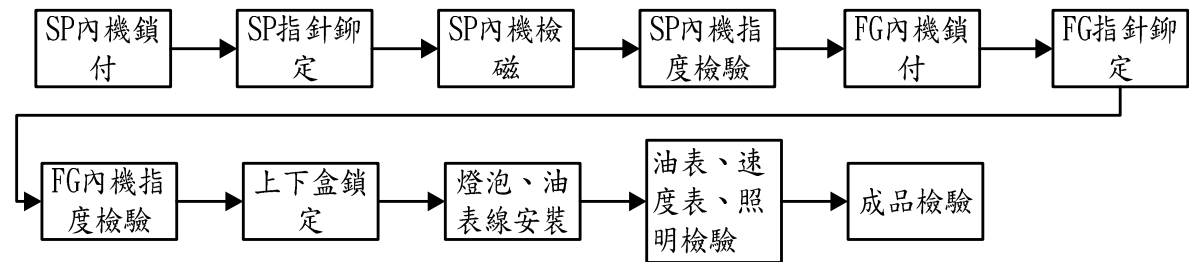 SP內機鎖
付
SP指針鉚
定
SP內機檢
磁
SP內機指
度檢驗
FG內機鎖
付
FG指針鉚
定
FG內機指
度檢驗
上下盒鎖
定
燈泡、油
表線安裝
油表、速
度表、照
明檢驗
成品檢驗